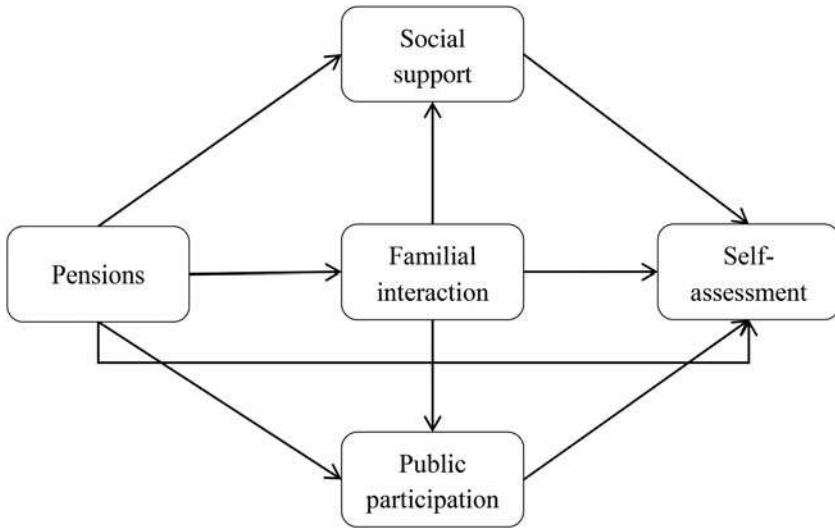 Social
support
Pensions
Familial
interaction
Self-
assessment
Public
participation